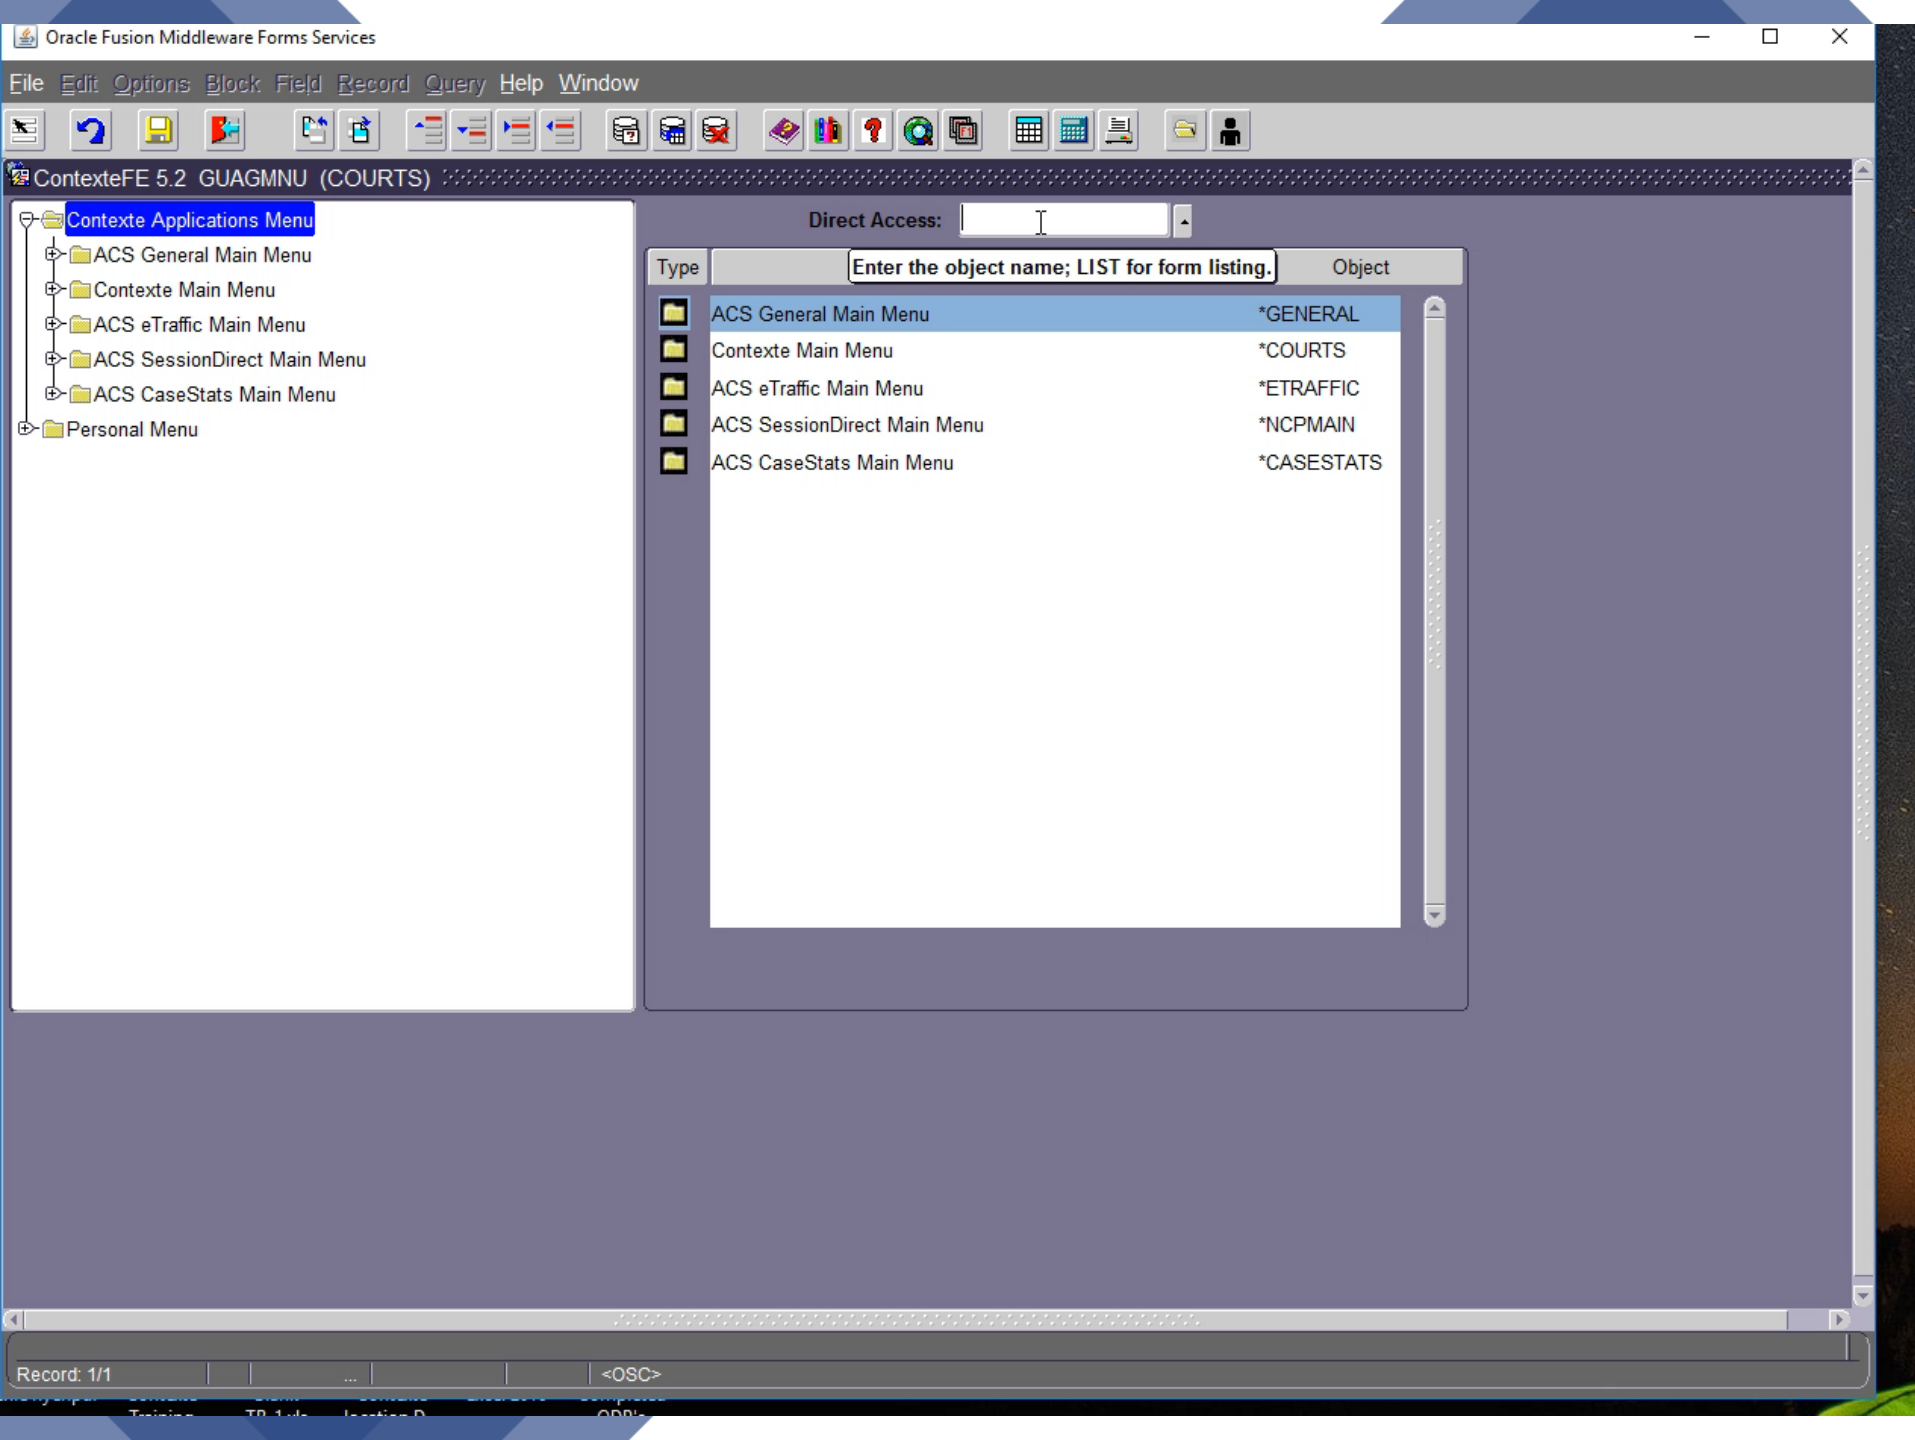 Oracle Fusion Middleware Forms Services
File Edit Options Block Field Record Query Help Window
ContexteFE 5.2 GUAGMNU (COURTS)
Contexte Applications Menu
ACS General Main Menu
Contexte Main Menu
ACS eTraffic Main Menu
ACS SessionDirect Main Menu
ACS CaseStats Main Menu
Personal Menu
Direct Access:
Type Enter the object name; LIST for form listing. Object
ACS General Main Menu *GENERAL
Contexte Main Menu *COURTS
ACS eTraffic Main Menu *ETRAFFIC
ACS SessionDirect Main Menu *NCPMAIN
ACS CaseStats Main Menu *CASESTATS
Record: 1/1 ... <OSC>